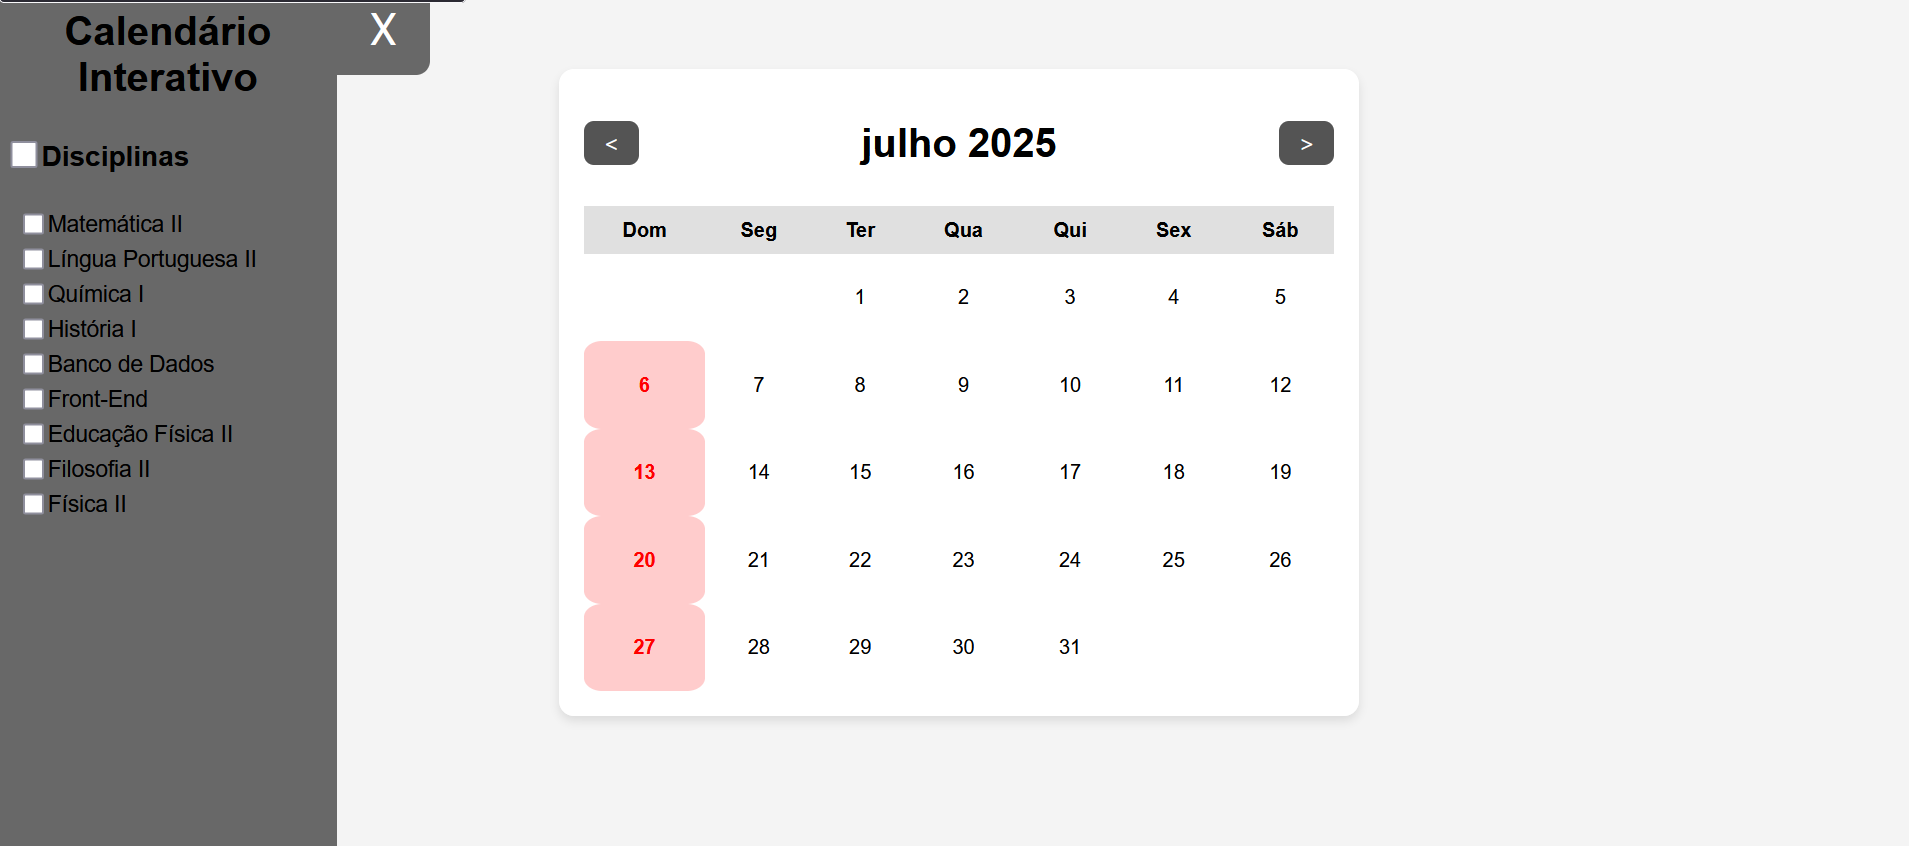 Calendário
Interativo
X
Disciplinas
Matemática II
Língua Portuguesa II
Química I
História I
Banco de Dados
Front-End
Educação Física II
Filosofia II
Física II
< julho 2025 >
Dom Seg Ter Qua Qui Sex Sáb
1 2 3 4 5
6 7 8 9 10 11 12
13 14 15 16 17 18 19
20 21 22 23 24 25 26
27 28 29 30 31